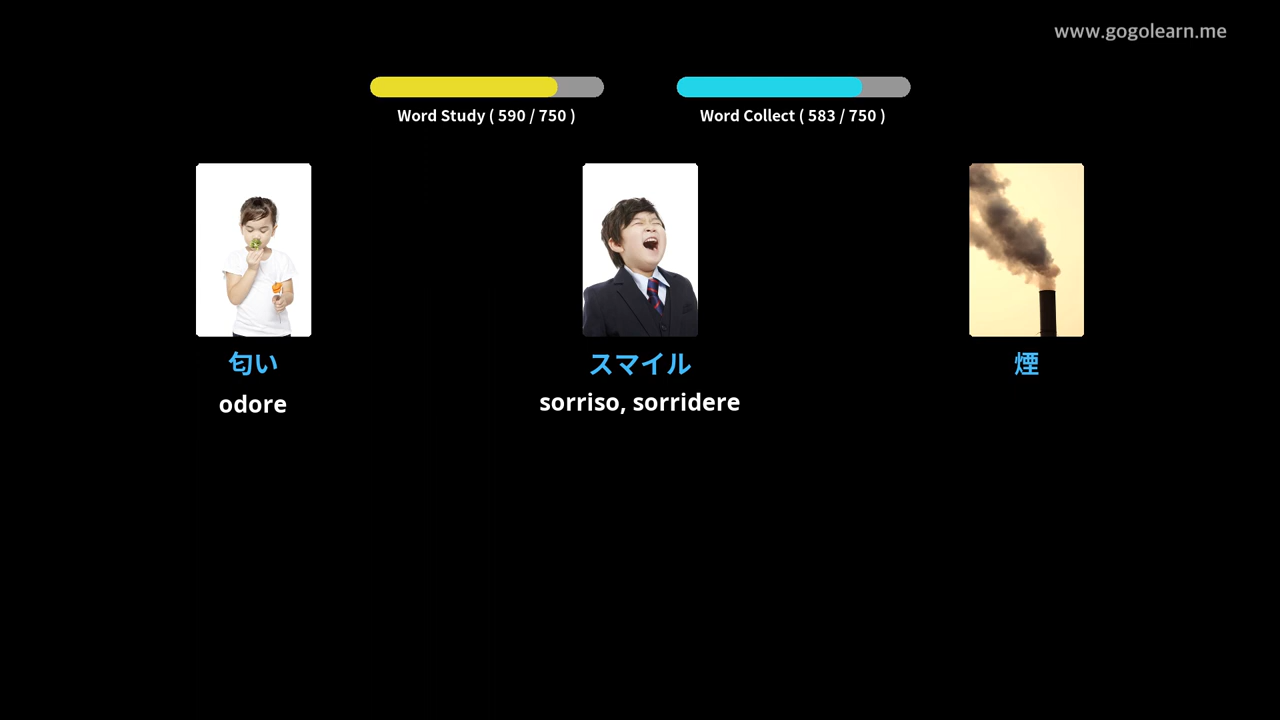 www.gogolearn.me
Word Study ( 590 / 750 )
Word Collect ( 583 / 750 )
匂い
スマイル
煙
odore
sorriso, sorridere